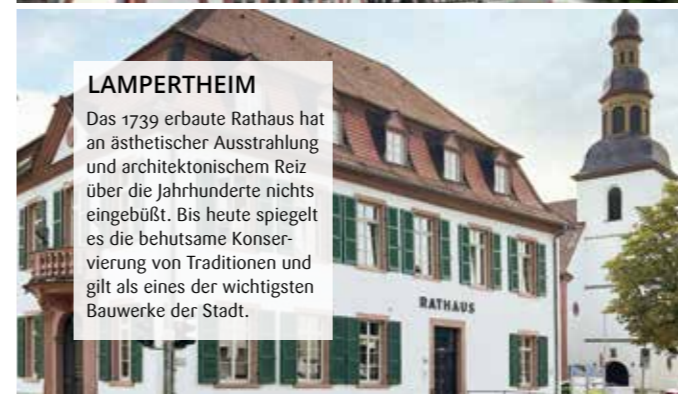 LAMPERTHEIM
Das 1739 erbaute Rathaus hat
an ästhetischer Ausstrahlung
und architektonischem Reiz
über die Jahrhunderte nichts
eingebüßt. Bis heute spiegelt
es die behutsame Konser-
vierung von Traditionen und
gilt als eines der wichtigsten
Bauwerke der Stadt.
RATHAUS